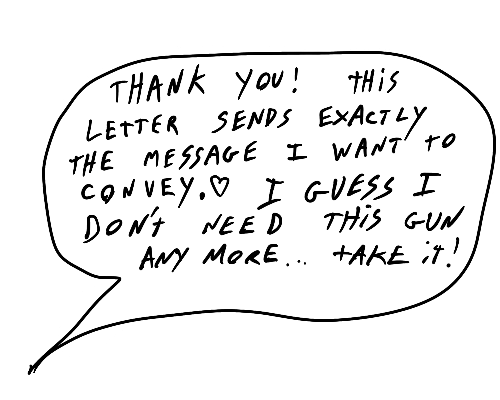 THANK YOU! THiS
LETTER SENDS EXACTLY
THE MESSAGE I WANT TO
CONVEY.♡ I GUESS I
DON't NEED THiS GUN
ANY MORE... tAKE iT!